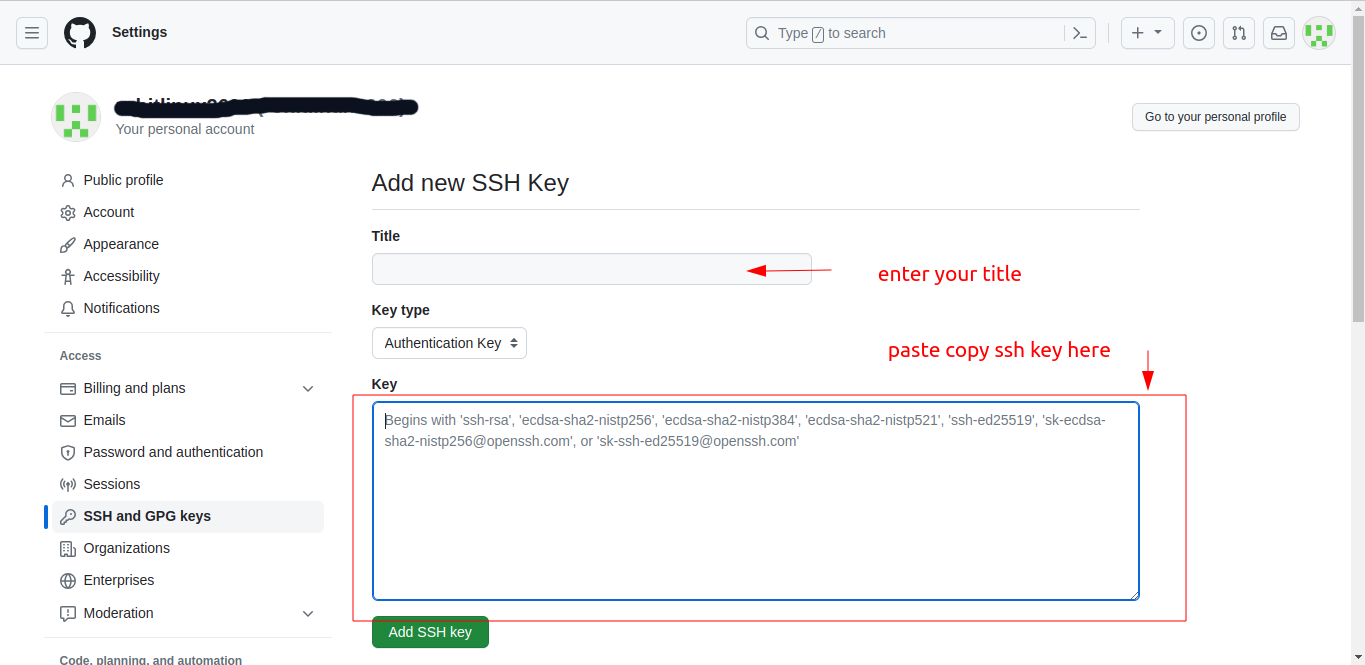 Settings
Type / to search
Your personal account
Go to your personal profile
Public profile
Account
Appearance
Accessibility
Notifications
Access
Billing and plans
Emails
Password and authentication
Sessions
SSH and GPG keys
Organizations
Enterprises
Moderation
Code, planning, and automation
Add new SSH Key
Title
enter your title
Key type
Authentication Key
paste copy ssh key here
Key
Begins with 'ssh-rsa', 'ecdsa-sha2-nistp256', 'ecdsa-sha2-nistp384', 'ecdsa-sha2-nistp521', 'ssh-ed25519', 'sk-ecdsa-
sha2-nistp256@openssh.com', or 'sk-ssh-ed25519@openssh.com'
Add SSH key